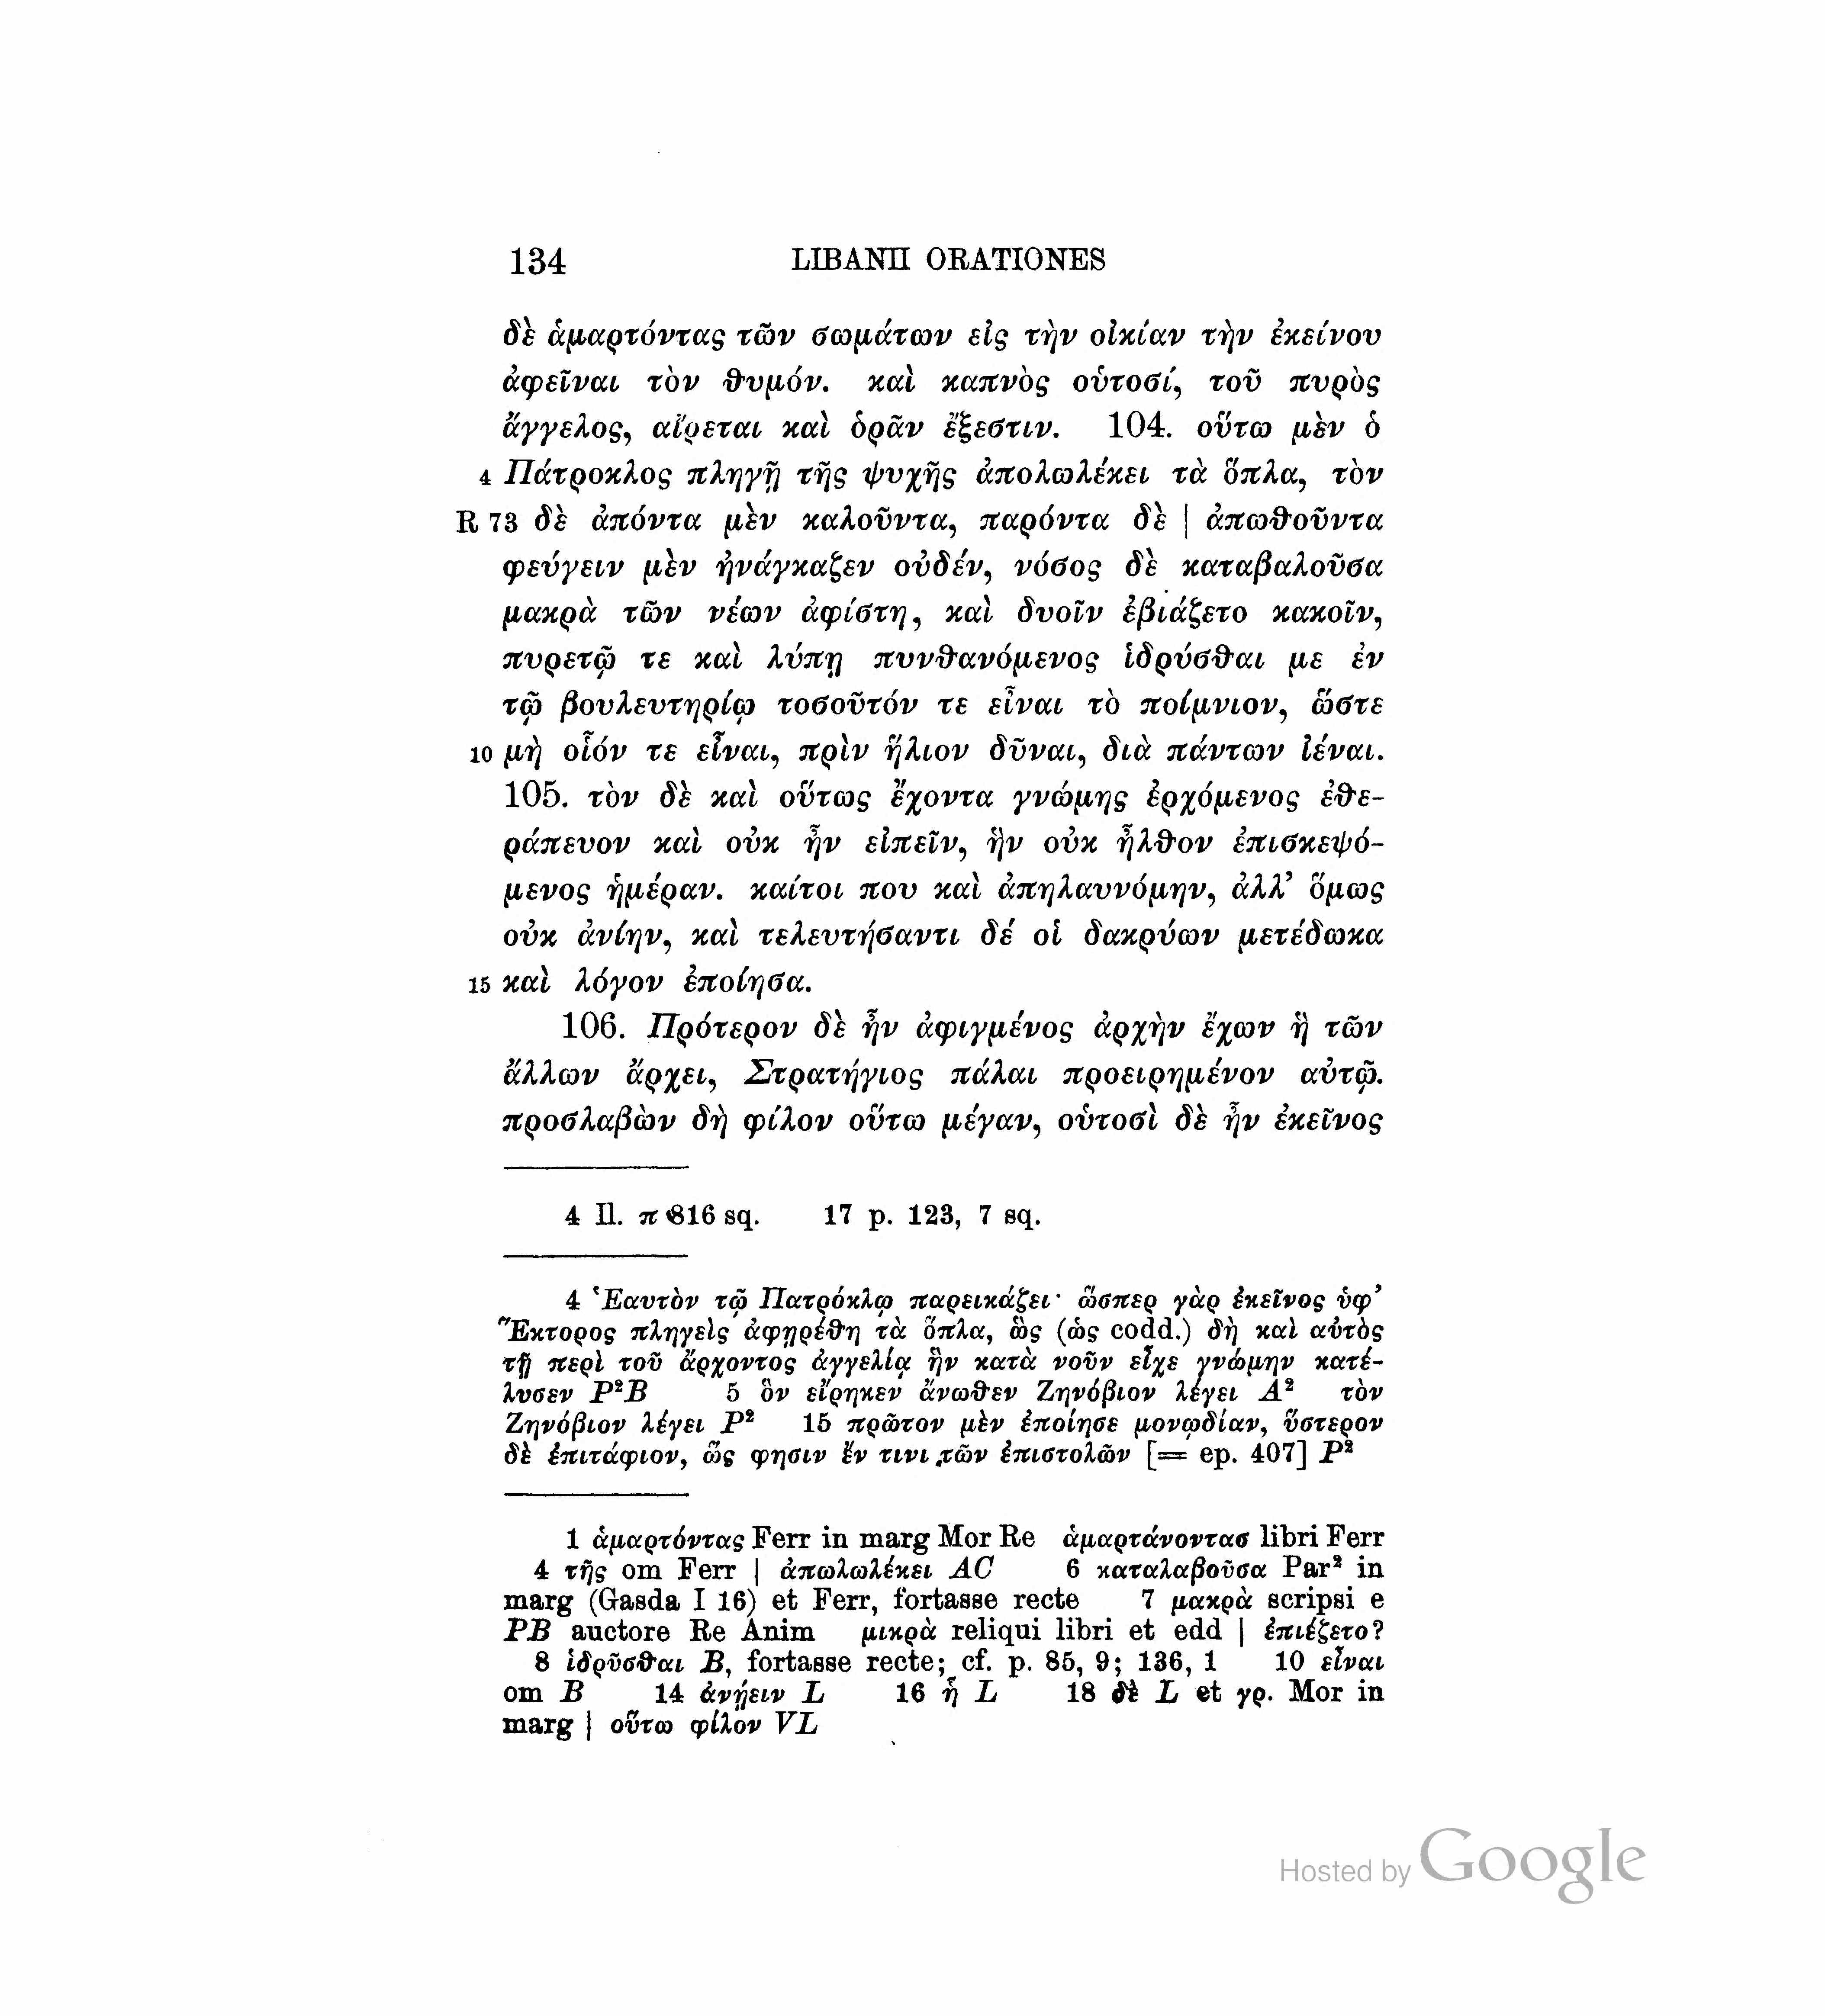 134 LIBANII ORATIONES
δὲ ἁμαρτόντας τῶν σωμάτων εἰς τὴν οἰκίαν τὴν ἐκείνου
ἀφεῖναι τὸν θυμόν. καὶ καπνὸς οὑτοσί, τοῦ πυρὸς
ἄγγελος, αἴρεται καὶ ὁρᾶν ἔξεστιν. 104. οὕτω μὲν ὁ
4 Πάτροκλος πληγῇ τῆς ψυχῆς ἀπολωλέκει τὰ ὅπλα, τὸν
R 73 δὲ ἀπόντα μὲν καλοῦντα, παρόντα δὲ | ἀπωθοῦντα
φεύγειν μὲν ἠνάγκαζεν οὐδέν, νόσος δὲ καταβαλοῦσα
μακρὰ τῶν νέων ἀφίστη, καὶ δυοῖν ἐβιάζετο κακοῖν,
πυρετῷ τε καὶ λύπῃ πυνθανόμενος ἱδρύσθαι με ἐν
τῷ βουλευτηρίῳ τοσοῦτόν τε εἶναι τὸ ποίμνιον, ὥστε
10 μὴ οἷόν τε εἶναι, πρὶν ἥλιον δῦναι, διὰ πάντων ἰέναι.
105. τὸν δὲ καὶ οὕτως ἔχοντα γνώμης ἐρχόμενος ἐθε-
ράπευον καὶ οὐκ ἦν εἰπεῖν, ἣν οὐκ ἦλθον ἐπισκεψό-
μενος ἡμέραν. καίτοι που καὶ ἀπηλαυνόμην, ἀλλ’ ὅμως
οὐκ ἀνίην, καὶ τελευτήσαντι δέ οἱ δακρύων μετέδωκα
15 καὶ λόγον ἐποίησα.
106. Πρότερον δὲ ἦν ἀφιγμένος ἀρχὴν ἔχων ἣ τῶν
ἄλλων ἄρχει, Στρατήγιος πάλαι προειρημένον αὐτῷ.
προσλαβὼν δὴ φίλον οὕτω μέγαν, οὑτοσὶ δὲ ἦν ἐκεῖνος
4 Il. π 816 sq. 17 p. 123, 7 sq.
4 Ἑαυτὸν τῷ Πατρόκλῳ παρεικάζει· ὥσπερ γὰρ ἐκεῖνος ὑφ’
Ἕκτορος πληγεὶς ἀφῃρέθη τὰ ὅπλα, ὣς (ὡς codd.) δὴ καὶ αὐτὸς
τῇ περὶ τοῦ ἄρχοντος ἀγγελίᾳ ἣν κατὰ νοῦν εἶχε γνώμην κατέ-
λυσεν P²B 5 ὃν εἴρηκεν ἄνωθεν Ζηνόβιον λέγει A² τὸν
Ζηνόβιον λέγει P² 15 πρῶτον μὲν ἐποίησε μονῳδίαν, ὕστερον
δὲ ἐπιτάφιον, ὥς φησιν ἔν τινι τῶν ἐπιστολῶν [= ep. 407] P²
1 ἁμαρτόντας Ferr in marg Mor Re ἁμαρτάνοντασ libri Ferr
4 τῆς om Ferr | ἀπωλωλέκει AC 6 καταλαβοῦσα Par² in
marg (Gasda I 16) et Ferr, fortasse recte 7 μακρὰ scripsi e
PB auctore Re Anim μικρὰ reliqui libri et edd | ἐπιέζετο?
8 ἱδρῦσθαι B, fortasse recte; cf. p. 85, 9; 136, 1 10 εἶναι
om B 14 ἀνῄειν L 16 ἡ L 18 δὲ L et γρ. Mor in
marg | οὕτω φίλον VL
Hosted by Google